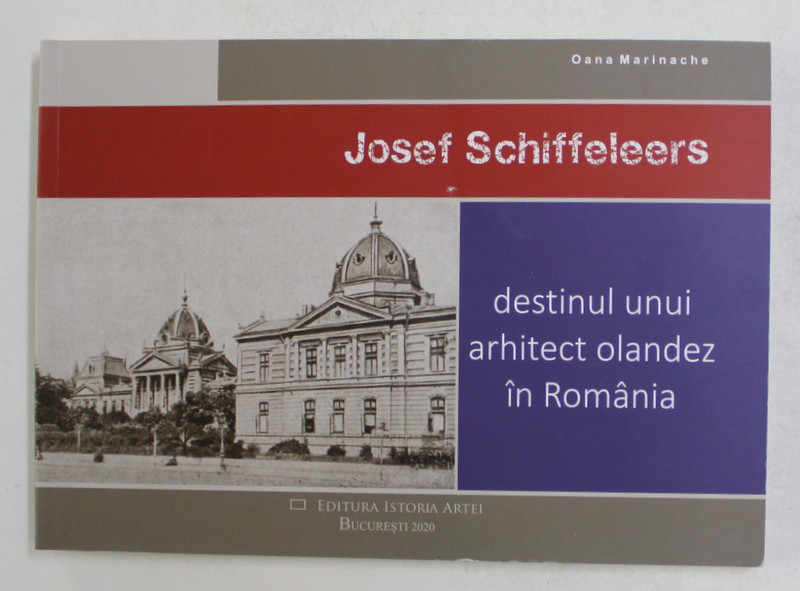 Oana Marinache
Josef Schiffeleers
destinul unui
arhitect olandez
în România
EDITURA ISTORIA ARTEI
BUCUREȘTI 2020